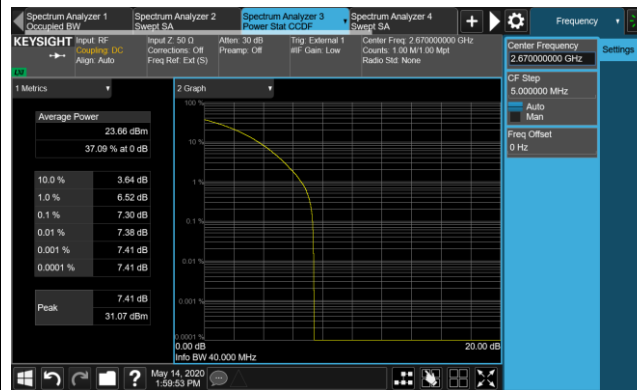 Spectrum Analyzer 1
Occupied BW
Spectrum Analyzer 2
Swept SA
Spectrum Analyzer 3
Power Stat CCDF
Spectrum Analyzer 4
Swept SA
+
Frequency
KEYSIGHT
Input: RF
Coupling: DC
Align: Auto
Input Z: 50 Ω
Corrections: Off
Freq Ref: Ext (S)
Atten: 30 dB
Preamp: Off
Trig: External 1
#IF Gain: Low
Center Freq: 2.670000000 GHz
Counts: 1.00 M/1.00 Mpt
Radio Std: None
Center Frequency
2.670000000 GHz
Settings
CF Step
5.000000 MHz
Auto
Man
Freq Offset
0 Hz
1 Metrics
Average Power
23.66 dBm
37.09 % at 0 dB
10.0 % 3.64 dB
1.0 % 6.52 dB
0.1 % 7.30 dB
0.01 % 7.38 dB
0.001 % 7.41 dB
0.0001 % 7.41 dB
Peak
7.41 dB
31.07 dBm
2 Graph
100 %
10 %
1 %
0.1 %
0.01 %
0.001 %
0.0001 %
0.00 dB
20.00 dB
Info BW 40.000 MHz
?
May 14, 2020
1:59:53 PM